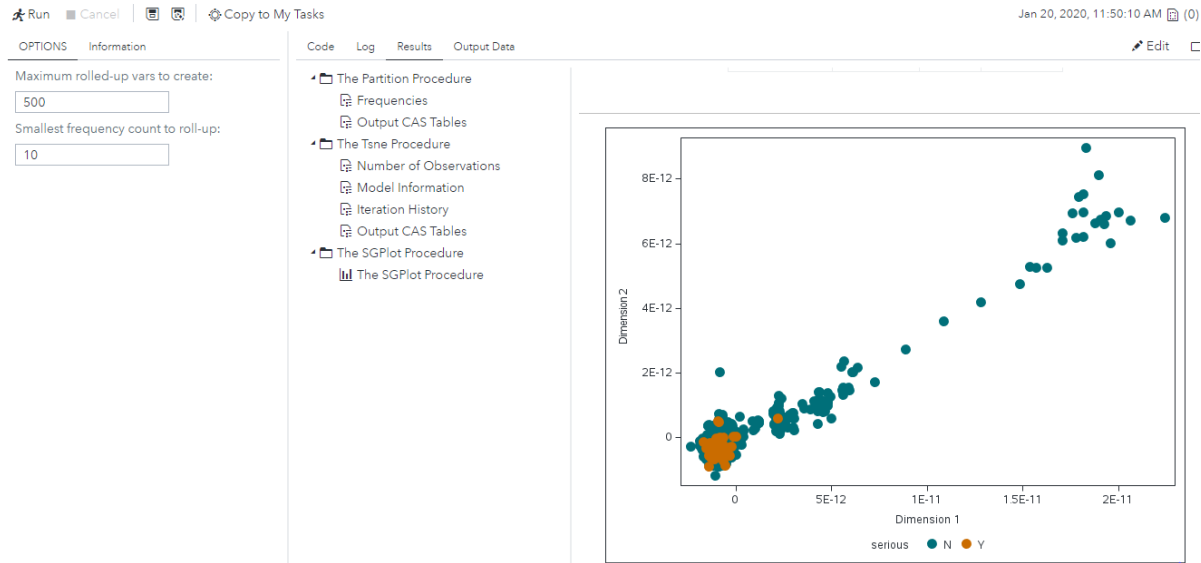 Run Cancel Copy to My Tasks Jan 20, 2020, 11:50:10 AM (0)
OPTIONS Information
Maximum rolled-up vars to create:
500
Smallest frequency count to roll-up:
10
Code Log Results Output Data Edit
The Partition Procedure
Frequencies
Output CAS Tables
The Tsne Procedure
Number of Observations
Model Information
Iteration History
Output CAS Tables
The SGPlot Procedure
The SGPlot Procedure
Dimension 2
8E-12
6E-12
4E-12
2E-12
0
0 5E-12 1E-11 1.5E-11 2E-11
Dimension 1
serious N Y